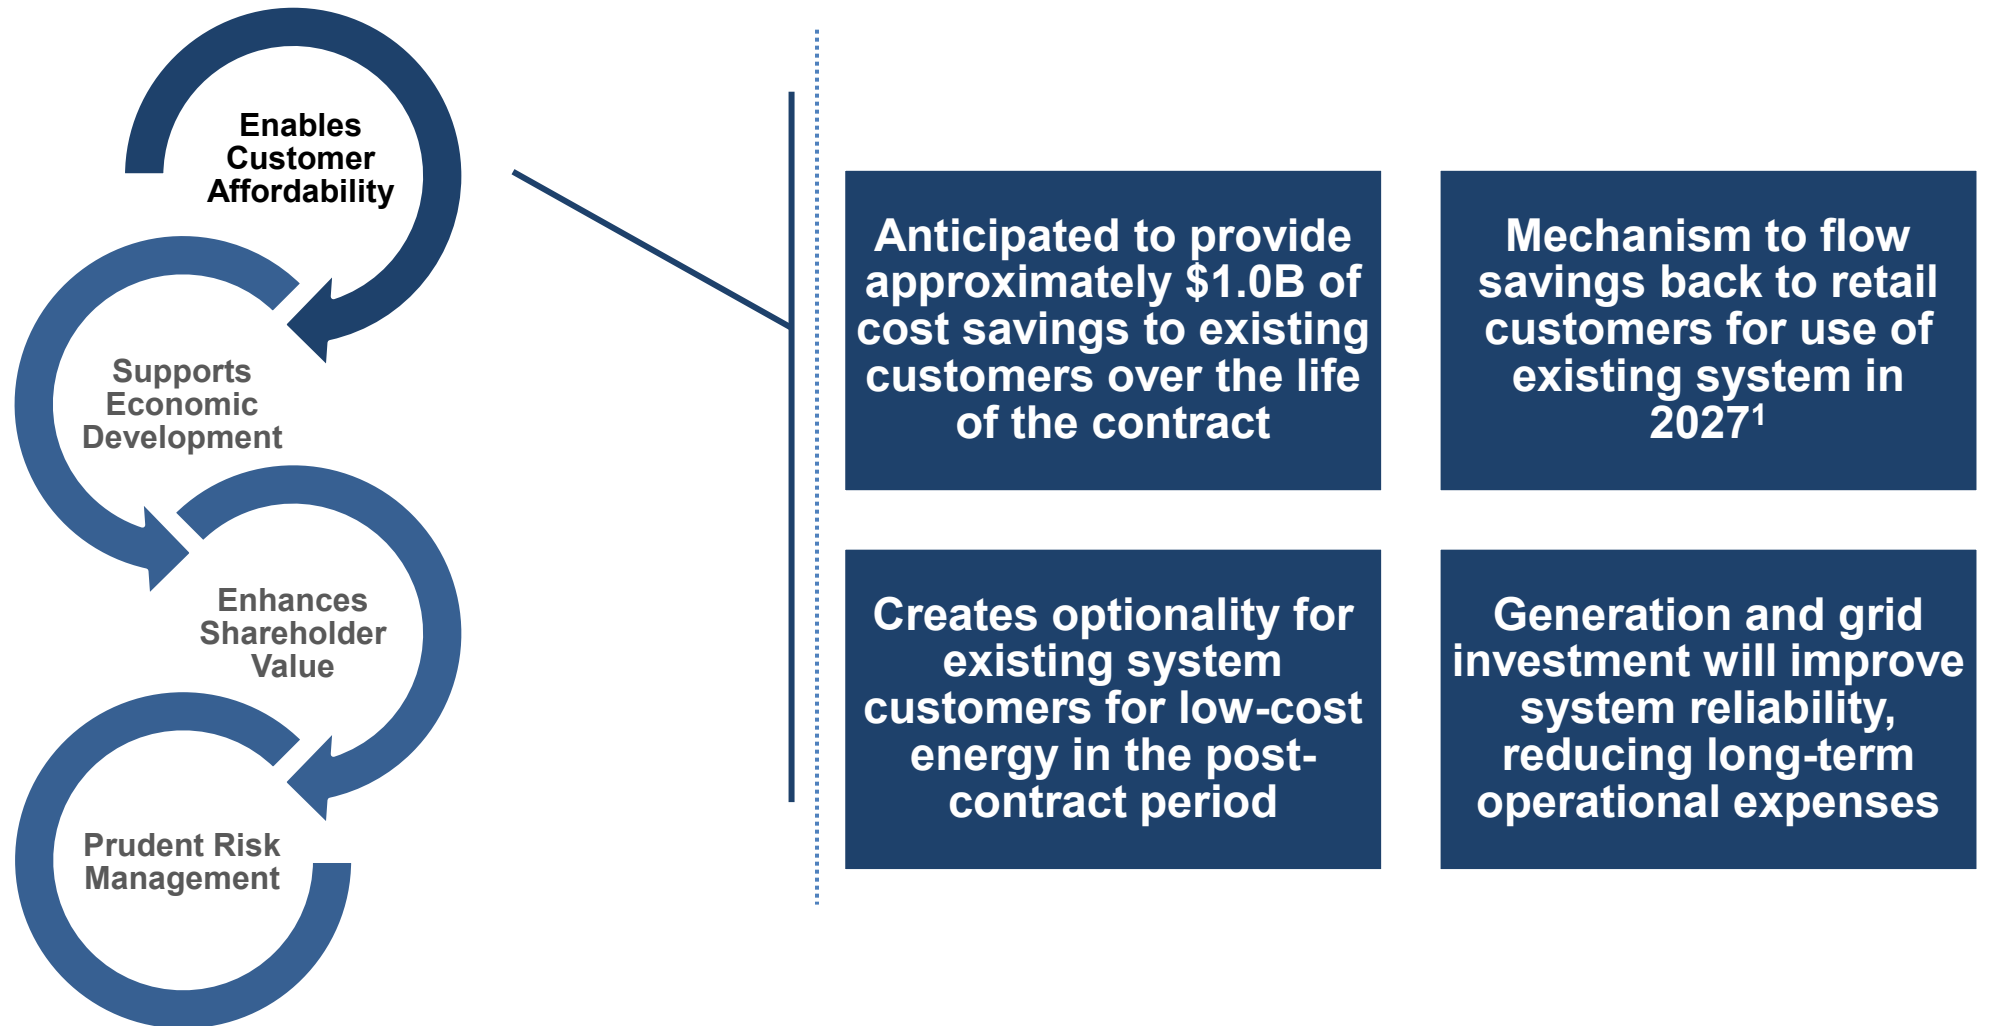 Enables
Customer
Affordability
Supports
Economic
Development
Enhances
Shareholder
Value
Prudent Risk
Management
Anticipated to provide
approximately $1.0B of
cost savings to existing
customers over the life
of the contract
Mechanism to flow
savings back to retail
customers for use of
existing system in
2027¹
Creates optionality for
existing system
customers for low-cost
energy in the post-
contract period
Generation and grid
investment will improve
system reliability,
reducing long-term
operational expenses